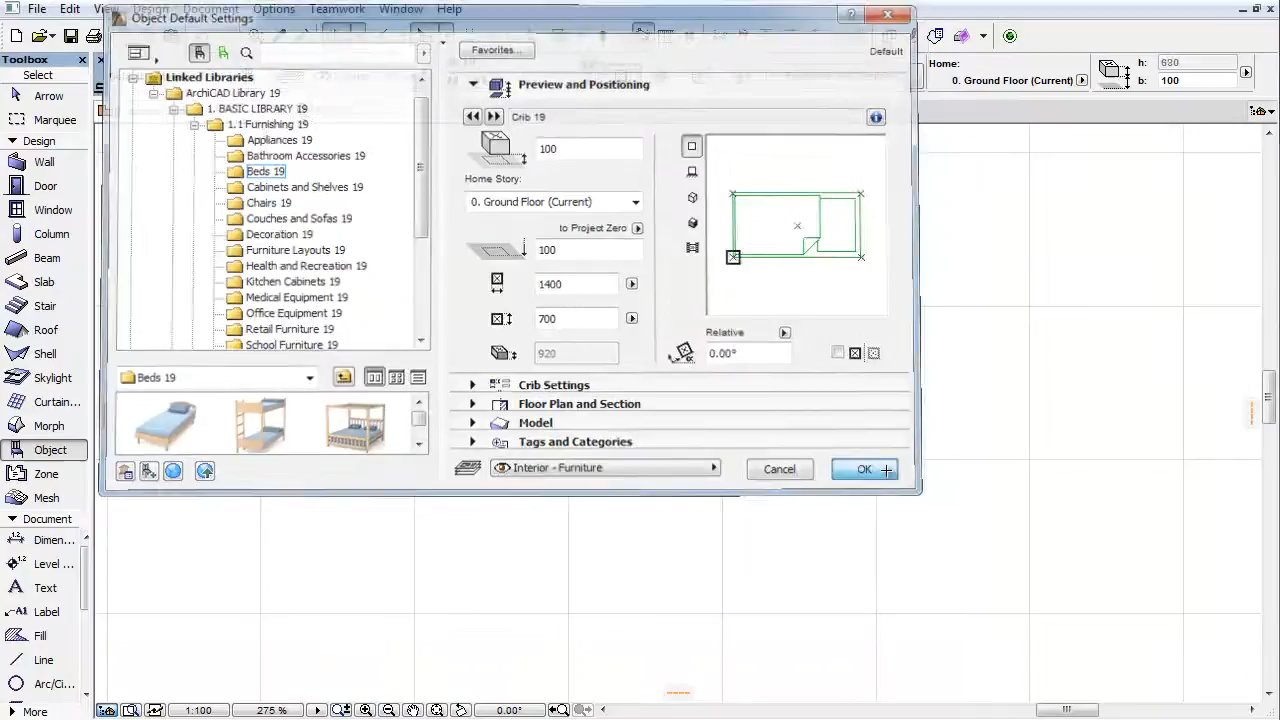 File Edit View Design Document Options Teamwork Window Help
Object Default Settings
Toolbox
Select
Arrow
Marquee
Design
Wall
Door
Window
Column
Beam
Slab
Stair
Roof
Shell
Skylight
Curtain...
Morph
Object
Zone
Mesh
Document
Dimen...
Level ...
Text
A1 Label
Fill
Line
Arc/Ci...
More
Linked Libraries
ArchiCAD Library 19
1. BASIC LIBRARY 19
1.1 Furnishing 19
Appliances 19
Bathroom Accessories 19
Beds 19
Cabinets and Shelves 19
Chairs 19
Couches and Sofas 19
Decoration 19
Furniture Layouts 19
Health and Recreation 19
Kitchen Cabinets 19
Medical Equipment 19
Office Equipment 19
Retail Furniture 19
School Furniture 19
Beds 19
Favorites...
Default
Preview and Positioning
Crib 19
100
Home Story:
0. Ground Floor (Current)
to Project Zero
100
1400
700
920
Relative
0.00°
Crib Settings
Floor Plan and Section
Model
Tags and Categories
Interior - Furniture
Cancel
OK
Home:
0. Ground Floor (Current)
h: 
b: 100
1:100
275 %
0.00°